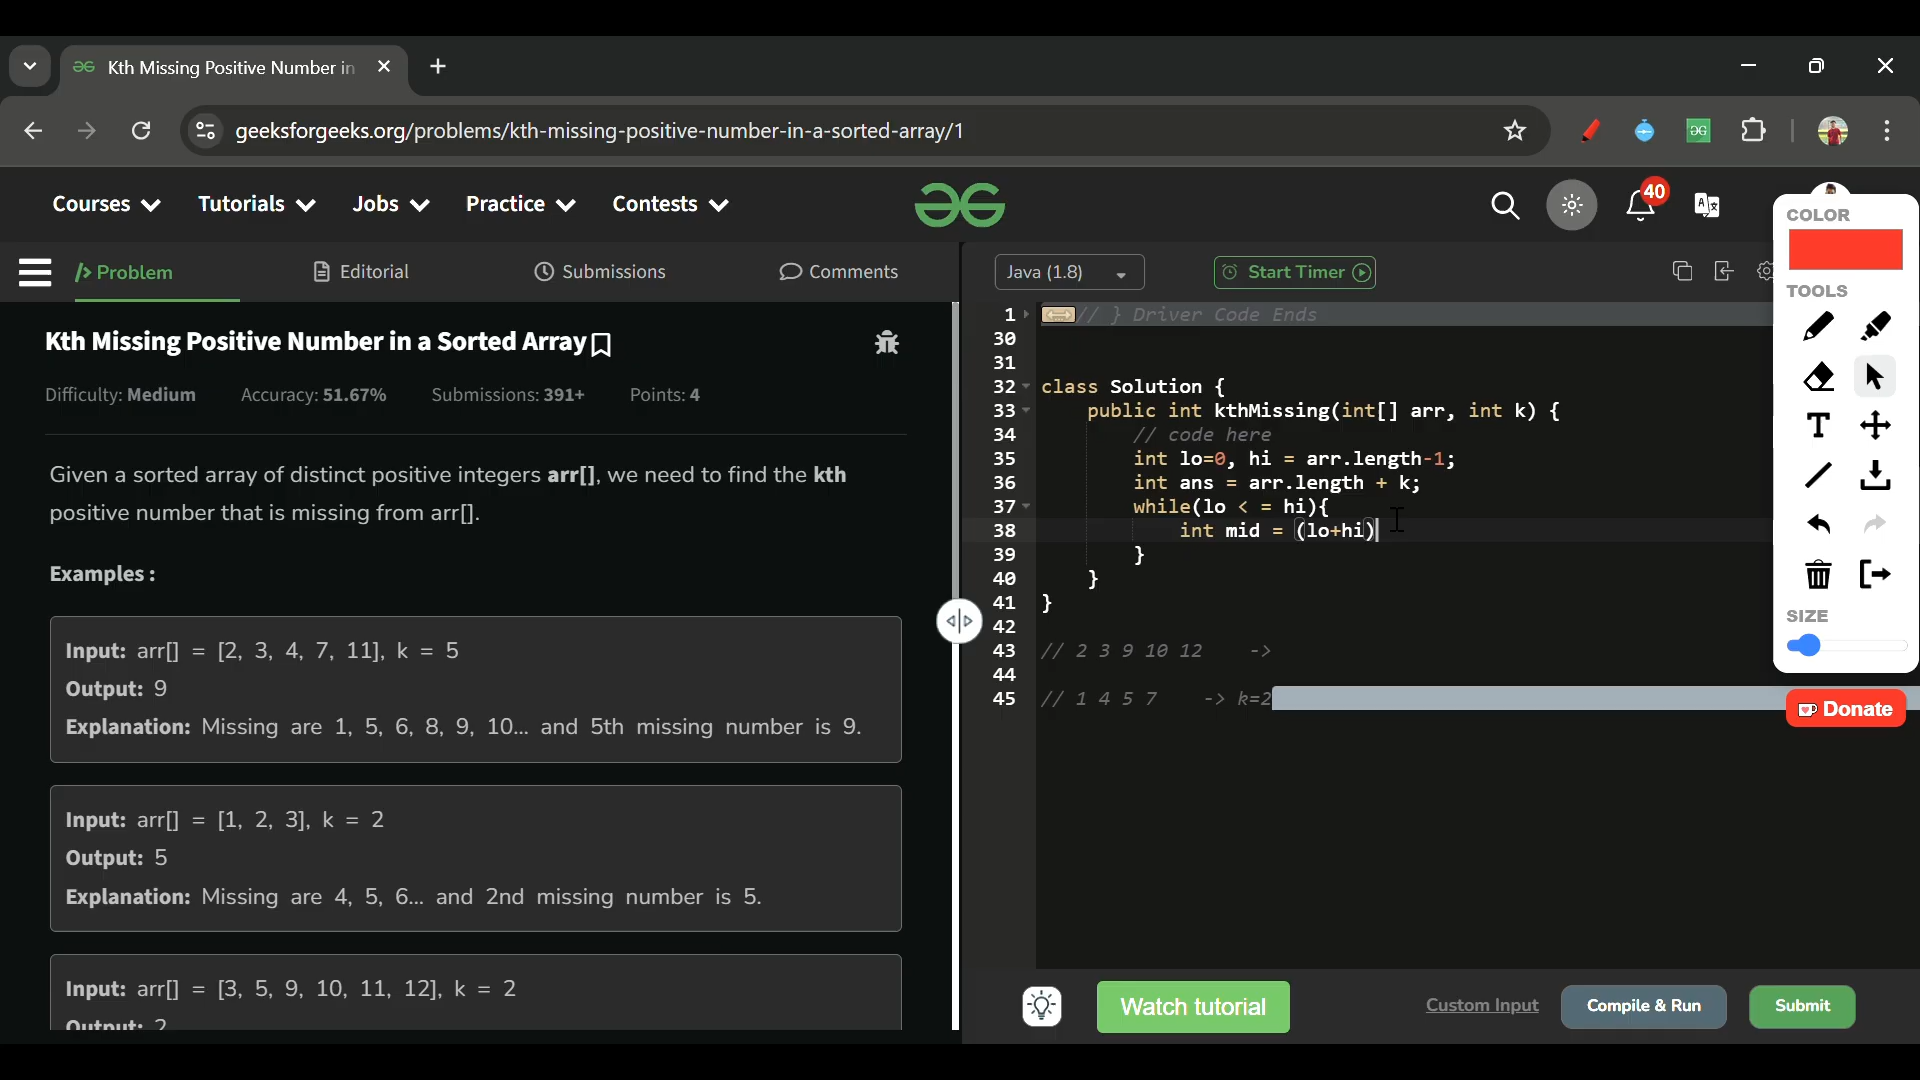 Kth Missing Positive Number in
geeksforgeeks.org/problems/kth-missing-positive-number-in-a-sorted-array/1
Courses Tutorials Jobs Practice Contests
40
COLOR
TOOLS
SIZE
Donate
Problem Editorial Submissions Comments
Kth Missing Positive Number in a Sorted Array
Difficulty: Medium Accuracy: 51.67% Submissions: 391+ Points: 4
Given a sorted array of distinct positive integers arr[], we need to find the kth
positive number that is missing from arr[].
Examples :
Input: arr[] = [2, 3, 4, 7, 11], k = 5
Output: 9
Explanation: Missing are 1, 5, 6, 8, 9, 10... and 5th missing number is 9.
Input: arr[] = [1, 2, 3], k = 2
Output: 5
Explanation: Missing are 4, 5, 6... and 2nd missing number is 5.
Input: arr[] = [3, 5, 9, 10, 11, 12], k = 2
Output: 2
Java (1.8) Start Timer
1 // } Driver Code Ends
30
31
32 class Solution {
33 public int kthMissing(int[] arr, int k) {
34 // code here
35 int lo=0, hi = arr.length-1;
36 int ans = arr.length + k;
37 while(lo < = hi){
38 int mid = (lo+hi)
39 }
40 }
41 }
42
43 // 2 3 9 10 12 ->
44
45 // 1 4 5 7 -> k=2
Watch tutorial Custom Input Compile & Run Submit